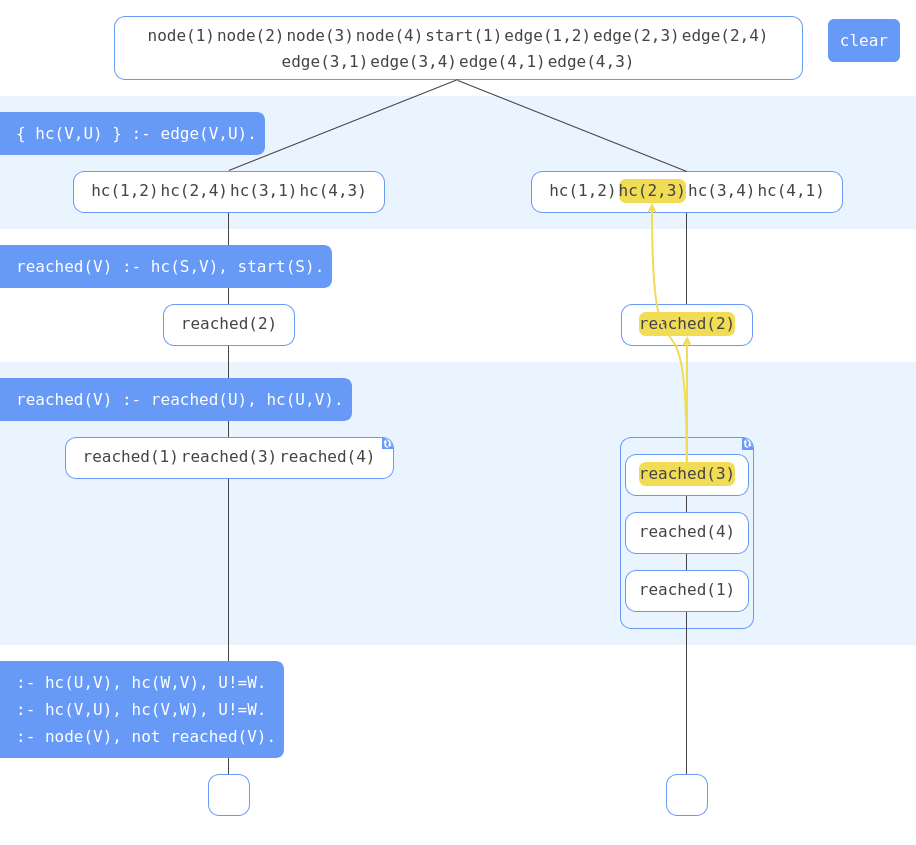 node(1) node(2) node(3) node(4) start(1) edge(1,2) edge(2,3) edge(2,4)
edge(3,1) edge(3,4) edge(4,1) edge(4,3)
clear
{ hc(V,U) } :- edge(V,U).
hc(1,2) hc(2,4) hc(3,1) hc(4,3)
hc(1,2) hc(2,3) hc(3,4) hc(4,1)
reached(V) :- hc(S,V), start(S).
reached(2)
reached(2)
reached(V) :- reached(U), hc(U,V).
reached(1) reached(3) reached(4)
reached(3)
reached(4)
reached(1)
:- hc(U,V), hc(W,V), U!=W.
:- hc(V,U), hc(V,W), U!=W.
:- node(V), not reached(V).